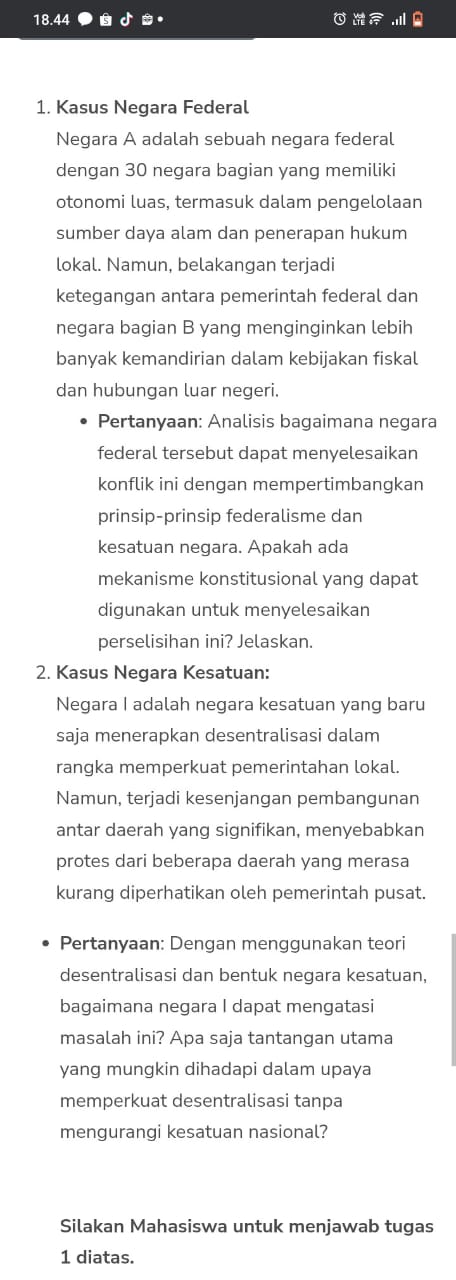 18.44
1. Kasus Negara Federal
Negara A adalah sebuah negara federal
dengan 30 negara bagian yang memiliki
otonomi luas, termasuk dalam pengelolaan
sumber daya alam dan penerapan hukum
lokal. Namun, belakangan terjadi
ketegangan antara pemerintah federal dan
negara bagian B yang menginginkan lebih
banyak kemandirian dalam kebijakan fiskal
dan hubungan luar negeri.
• Pertanyaan: Analisis bagaimana negara
federal tersebut dapat menyelesaikan
konflik ini dengan mempertimbangkan
prinsip-prinsip federalisme dan
kesatuan negara. Apakah ada
mekanisme konstitusional yang dapat
digunakan untuk menyelesaikan
perselisihan ini? Jelaskan.
2. Kasus Negara Kesatuan:
Negara I adalah negara kesatuan yang baru
saja menerapkan desentralisasi dalam
rangka memperkuat pemerintahan lokal.
Namun, terjadi kesenjangan pembangunan
antar daerah yang signifikan, menyebabkan
protes dari beberapa daerah yang merasa
kurang diperhatikan oleh pemerintah pusat.
• Pertanyaan: Dengan menggunakan teori
desentralisasi dan bentuk negara kesatuan,
bagaimana negara I dapat mengatasi
masalah ini? Apa saja tantangan utama
yang mungkin dihadapi dalam upaya
memperkuat desentralisasi tanpa
mengurangi kesatuan nasional?
Silakan Mahasiswa untuk menjawab tugas
1 diatas.